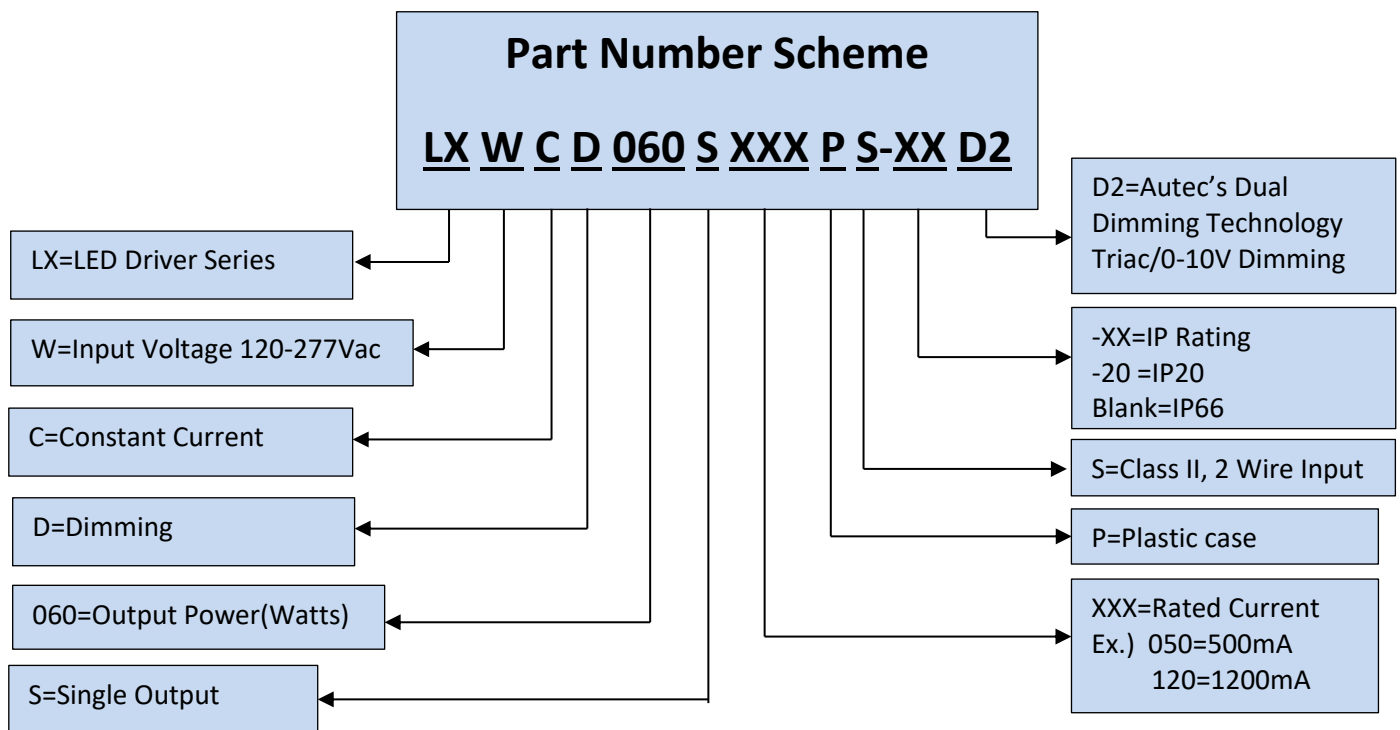 Part Number Scheme
LX W C D 060 S XXX P S-XX D2
LX=LED Driver Series
W=Input Voltage 120-277Vac
C=Constant Current
D=Dimming
060=Output Power(Watts)
S=Single Output
D2=Autec’s Dual
Dimming Technology
Triac/0-10V Dimming
-XX=IP Rating
-20 =IP20
Blank=IP66
S=Class II, 2 Wire Input
P=Plastic case
XXX=Rated Current
Ex.) 050=500mA
120=1200mA